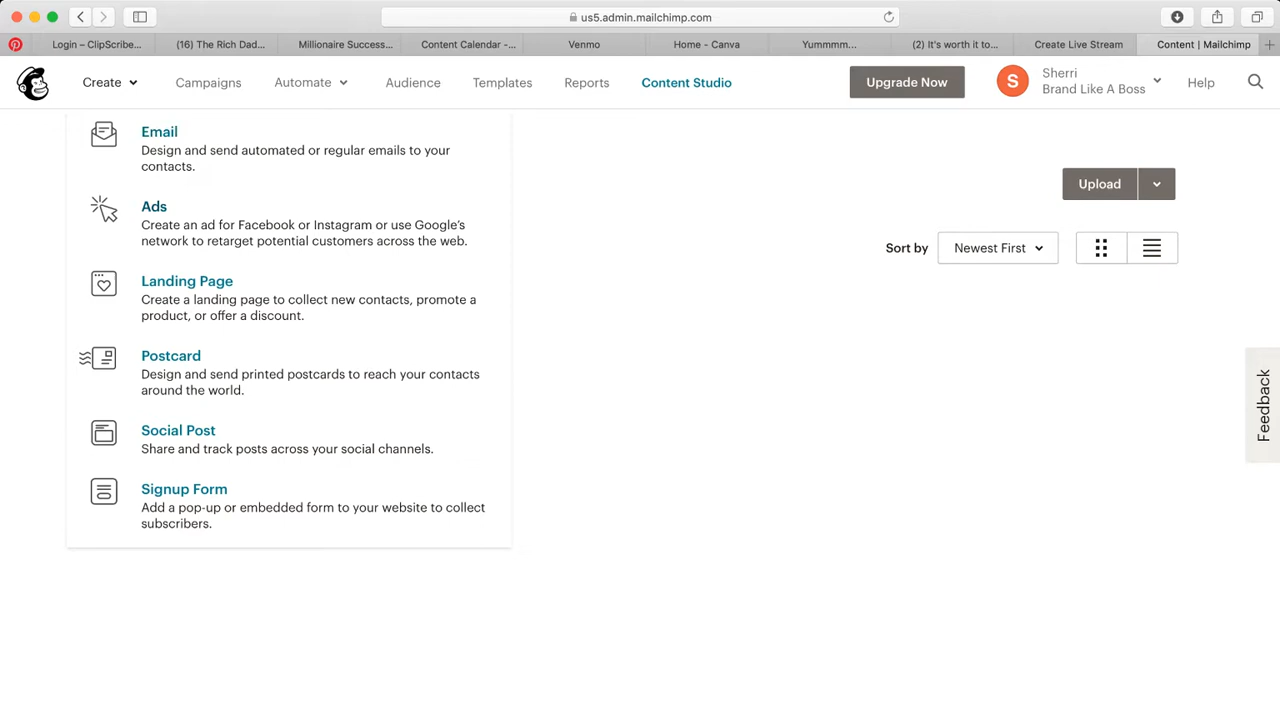 us5.admin.mailchimp.com
Login – ClipScribe...
(16) The Rich Dad...
Millionaire Success...
Content Calendar -...
Venmo
Home - Canva
Yummmm...
(2) It's worth it to...
Create Live Stream
Content | Mailchimp
Create
Campaigns
Automate
Audience
Templates
Reports
Content Studio
Upgrade Now
S
Sherri
Brand Like A Boss
Help
Email
Design and send automated or regular emails to your
contacts.
Ads
Create an ad for Facebook or Instagram or use Google's
network to retarget potential customers across the web.
Landing Page
Create a landing page to collect new contacts, promote a
product, or offer a discount.
Postcard
Design and send printed postcards to reach your contacts
around the world.
Social Post
Share and track posts across your social channels.
Signup Form
Add a pop-up or embedded form to your website to collect
subscribers.
Upload
Sort by
Newest First
Feedback